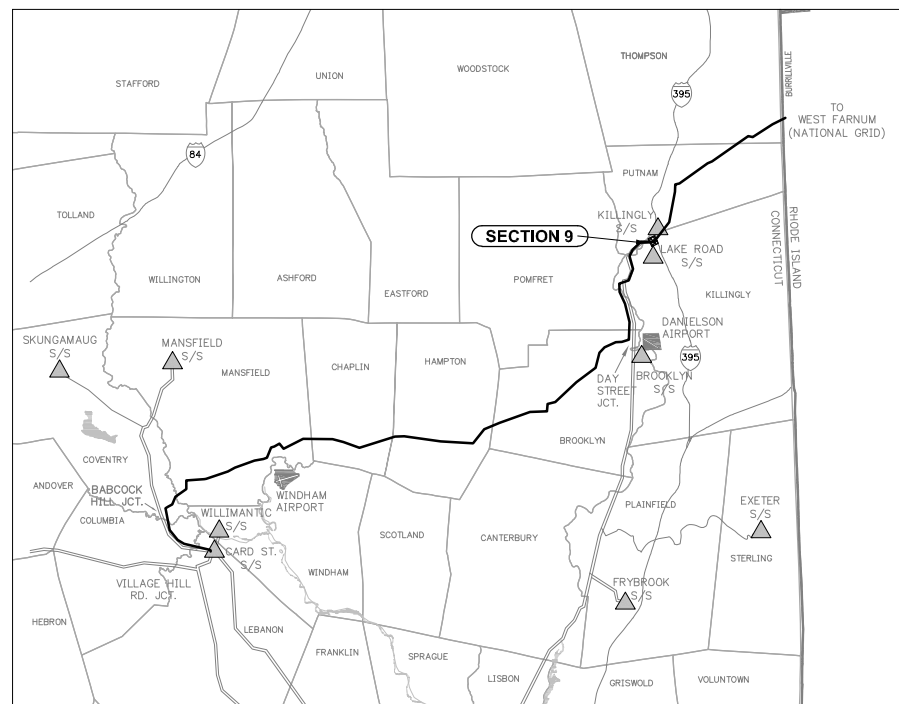 THOMPSON
WOODSTOCK
UNION
STAFFORD
BURRILLVILLE
395
TO
WEST FARNUM
(NATIONAL GRID)
84
PUTNAM
TOLLAND
KILLINGLY
S/S
RHODE ISLAND
CONNECTICUT
SECTION 9
LAKE ROAD
S/S
WILLINGTON
ASHFORD
EASTFORD
POMFRET
KILLINGLY
DANIELSON
AIRPORT
SKUNGAMAUG
S/S
MANSFIELD
S/S
MANSFIELD
CHAPLIN
HAMPTON
395
DAY
STREET
JCT.
BROOKLYN
S/S
BROOKLYN
COVENTRY
ANDOVER
BABCOCK
HILL JCT.
COLUMBIA
WINDHAM
AIRPORT
WILLIMANTIC
S/S
PLAINFIELD
EXETER
S/S
SCOTLAND
CANTERBURY
CARD ST.
S/S
STERLING
WINDHAM
VILLAGE HILL
RD. JCT.
FRYBROOK
S/S
HEBRON
LEBANON
FRANKLIN
SPRAGUE
LISBON
GRISWOLD
VOLUNTOWN